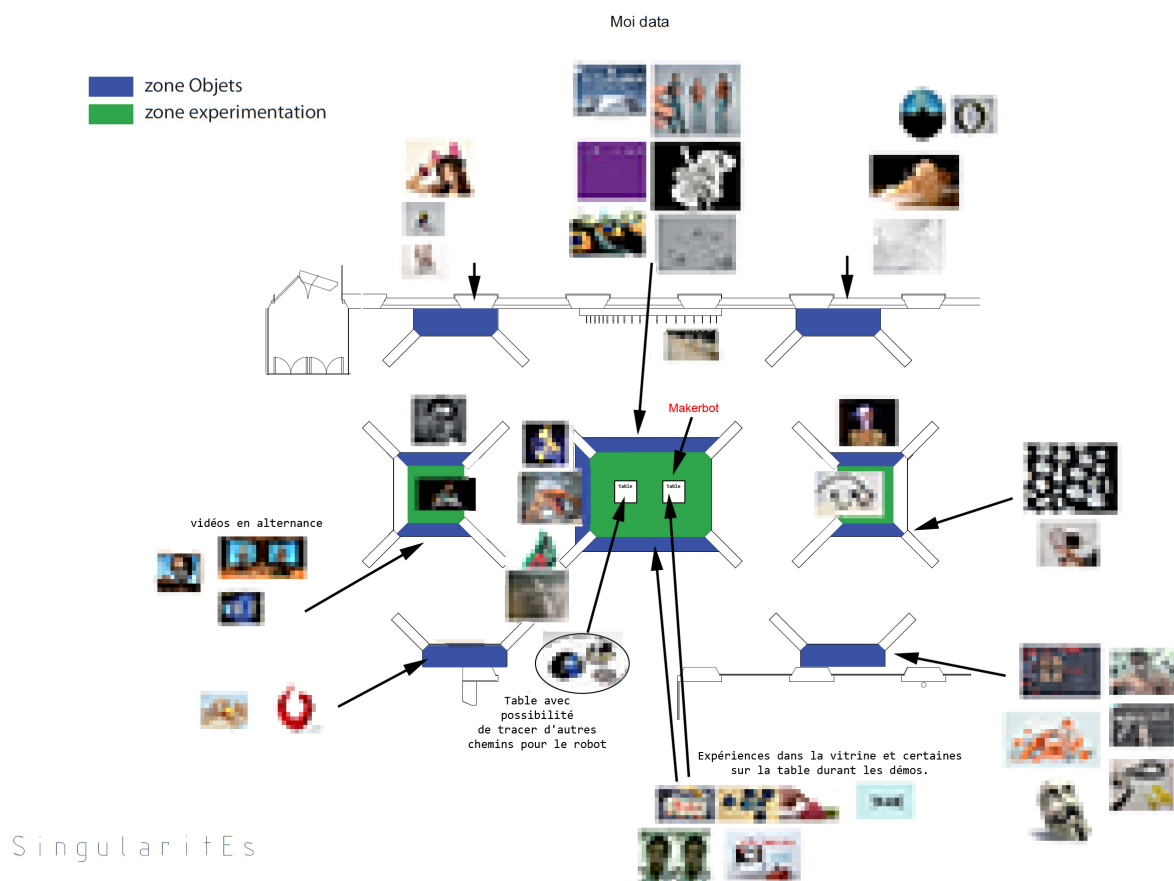 Moi data
zone Objets
zone experimentation
Makerbot
table
table
vidéos en alternance
Table avec
possibilité
de tracer d'autres
chemins pour le robot
Expériences dans la vitrine et certaines
sur la table durant les démos.
SingularitEs